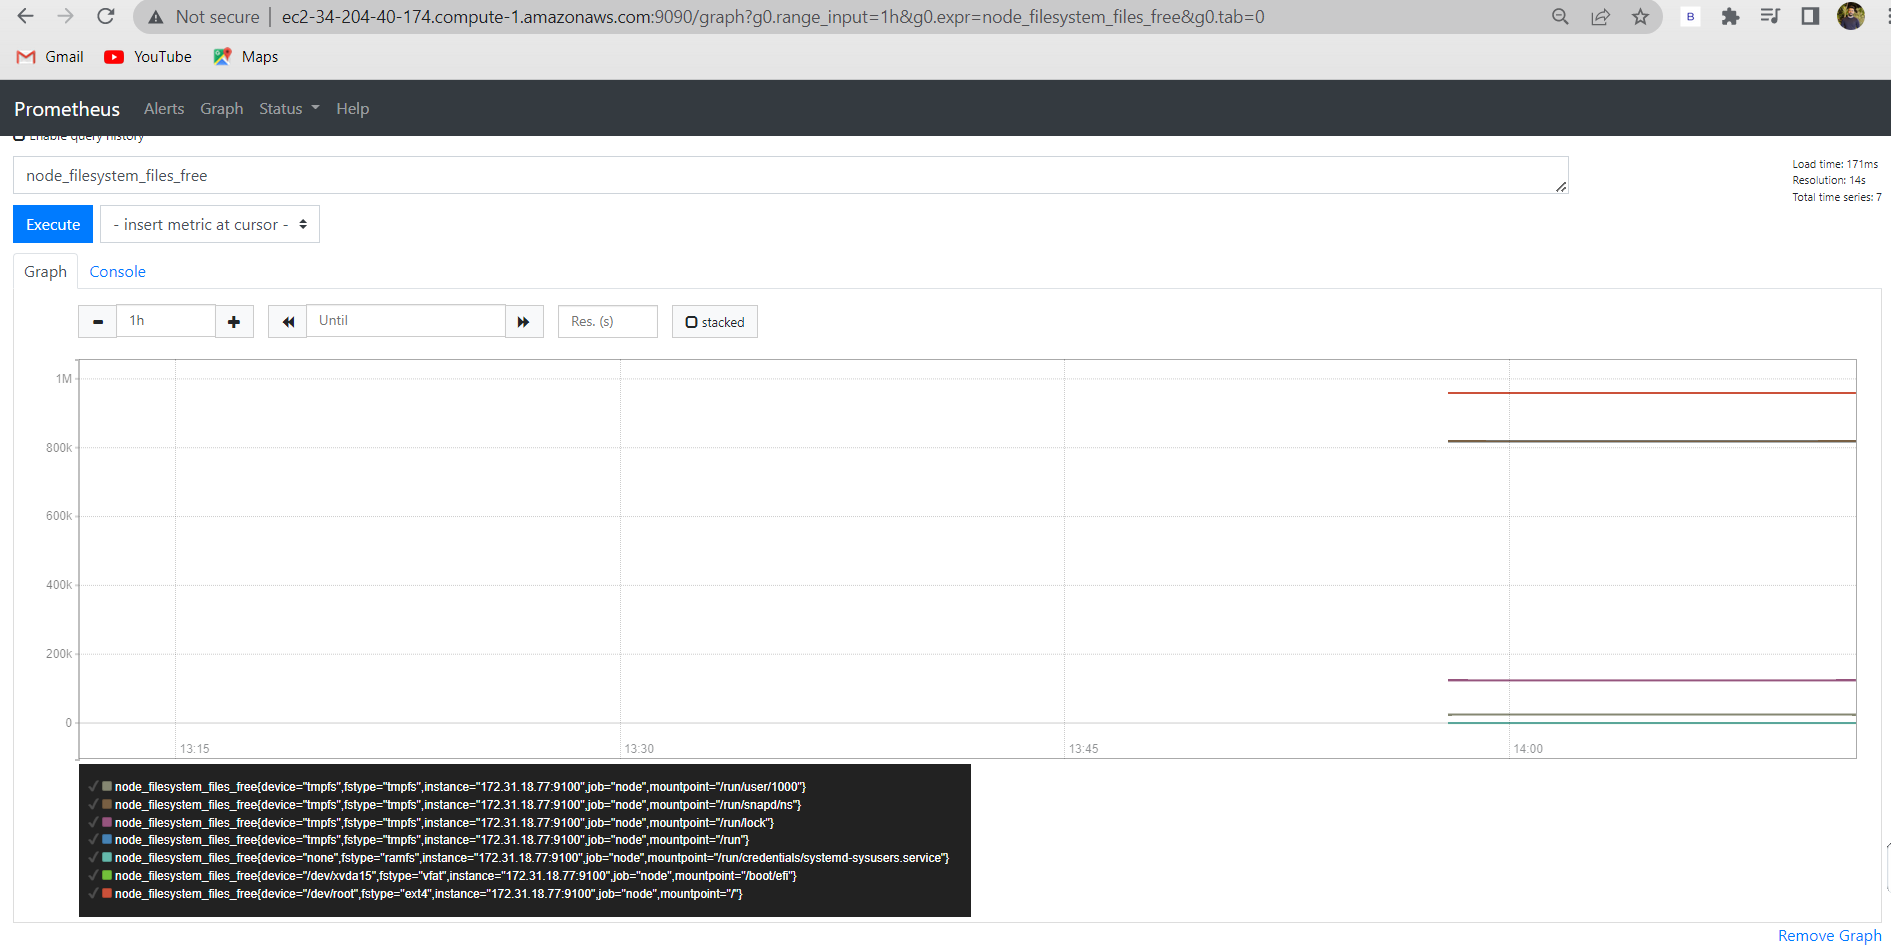 Not secure | ec2-34-204-40-174.compute-1.amazonaws.com:9090/graph?g0.range_input=1h&g0.expr=node_filesystem_files_free&g0.tab=0
B
Gmail YouTube Maps
Prometheus Alerts Graph Status Help
Enable query history
node_filesystem_files_free
Load time: 171ms
Resolution: 14s
Total time series: 7
Execute - insert metric at cursor -
Graph Console
1h Until Res. (s) stacked
1M
800k
600k
400k
200k
0
13:15 13:30 13:45 14:00
node_filesystem_files_free{device="tmpfs",fstype="tmpfs",instance="172.31.18.77:9100",job="node",mountpoint="/run/user/1000"}
node_filesystem_files_free{device="tmpfs",fstype="tmpfs",instance="172.31.18.77:9100",job="node",mountpoint="/run/snapd/ns"}
node_filesystem_files_free{device="tmpfs",fstype="tmpfs",instance="172.31.18.77:9100",job="node",mountpoint="/run/lock"}
node_filesystem_files_free{device="tmpfs",fstype="tmpfs",instance="172.31.18.77:9100",job="node",mountpoint="/run"}
node_filesystem_files_free{device="none",fstype="ramfs",instance="172.31.18.77:9100",job="node",mountpoint="/run/credentials/systemd-sysusers.service"}
node_filesystem_files_free{device="/dev/xvda15",fstype="vfat",instance="172.31.18.77:9100",job="node",mountpoint="/boot/efi"}
node_filesystem_files_free{device="/dev/root",fstype="ext4",instance="172.31.18.77:9100",job="node",mountpoint="/"}
Remove Graph